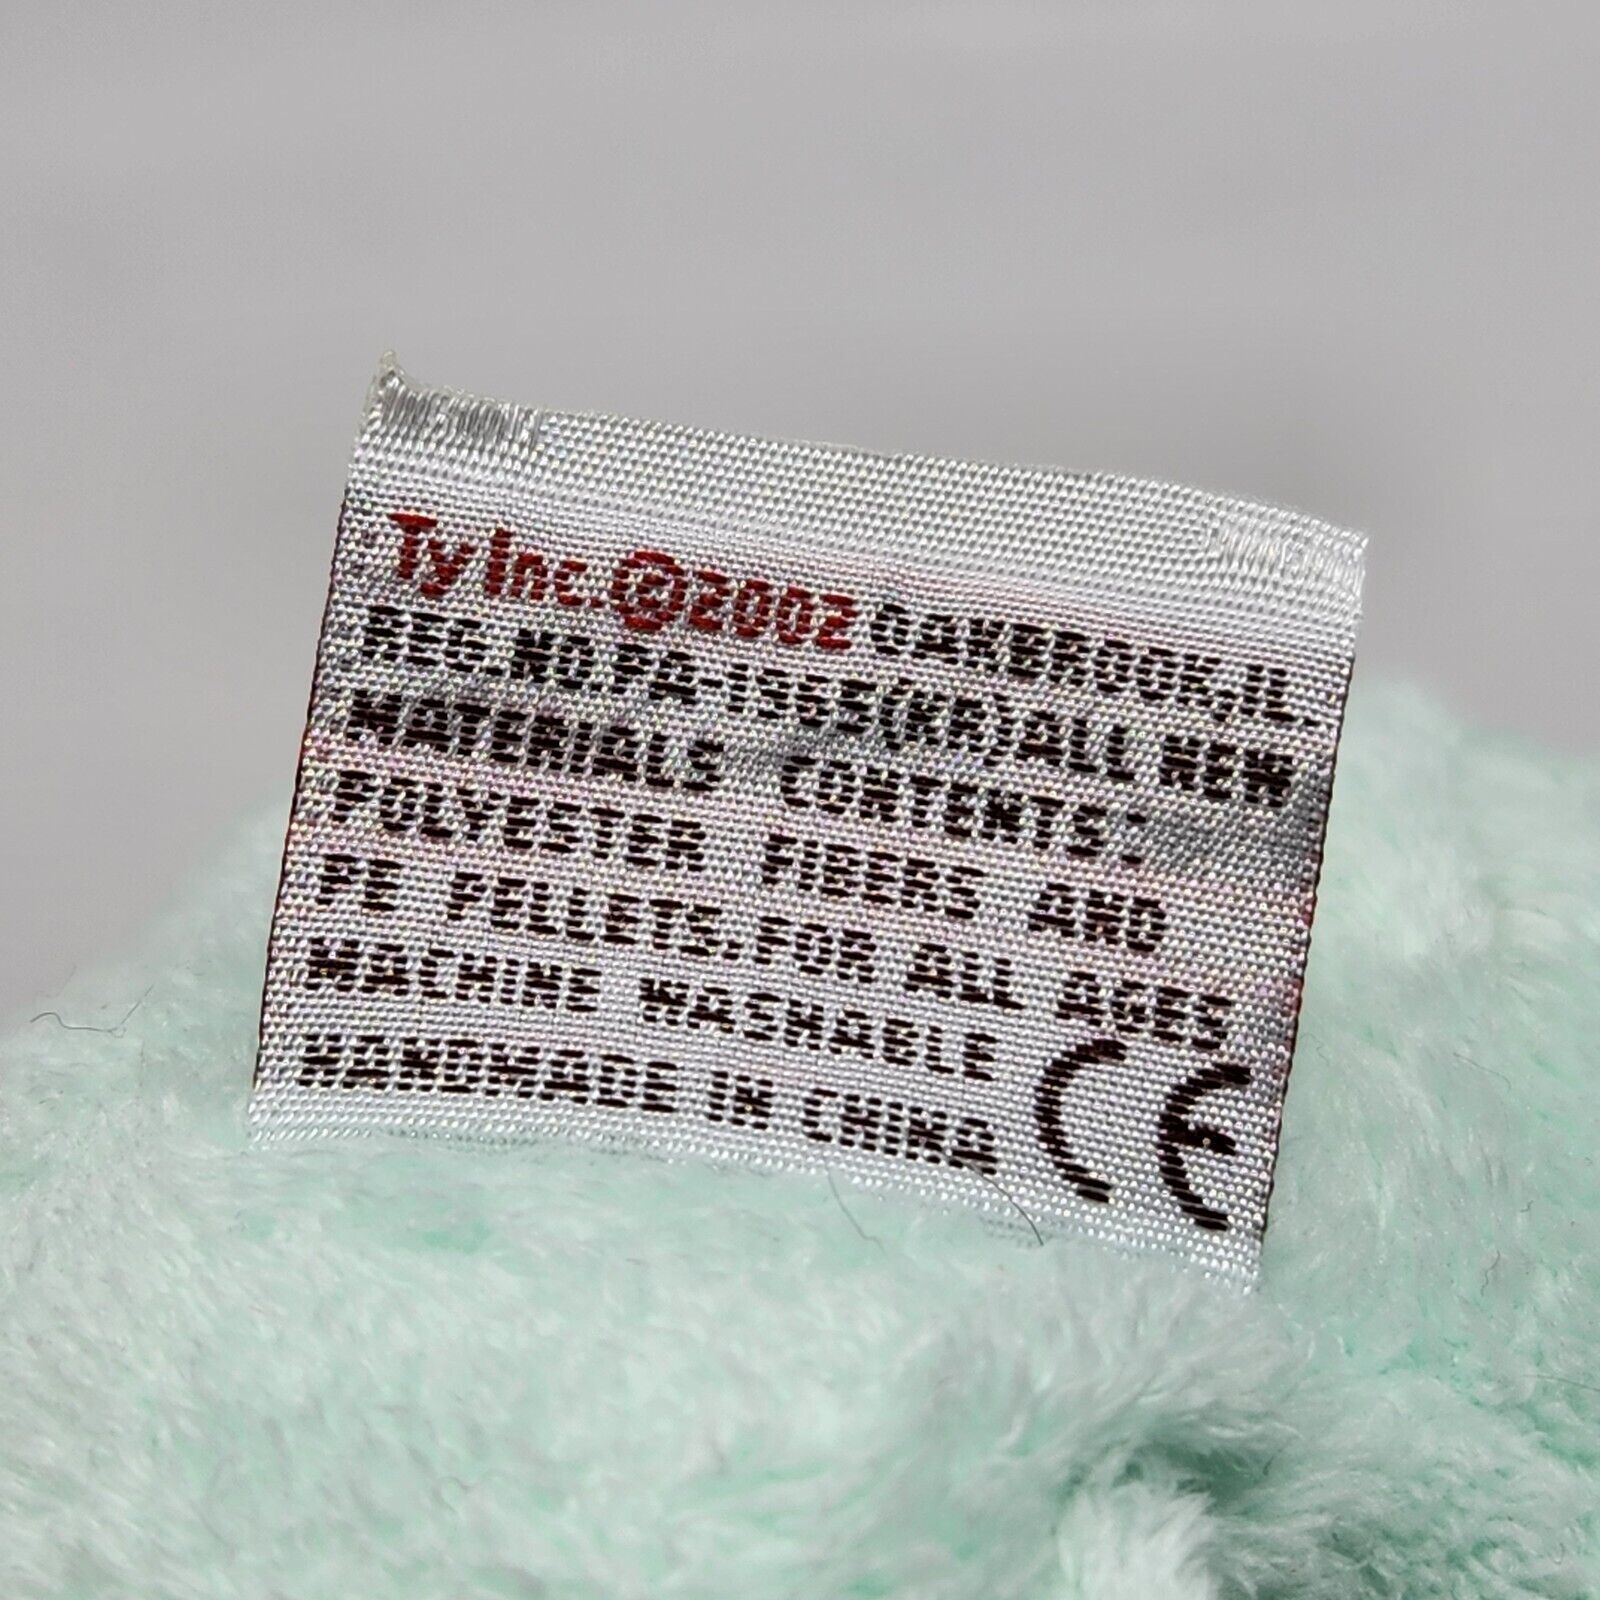 Ty Inc.©2002 OAKBROOK,IL.
REG.NO.PA-1965(KR)ALL NEW
MATERIALS CONTENTS:
POLYESTER FIBERS AND
PE PELLETS.FOR ALL AGES
MACHINE WASHABLE
HANDMADE IN CHINA
CE